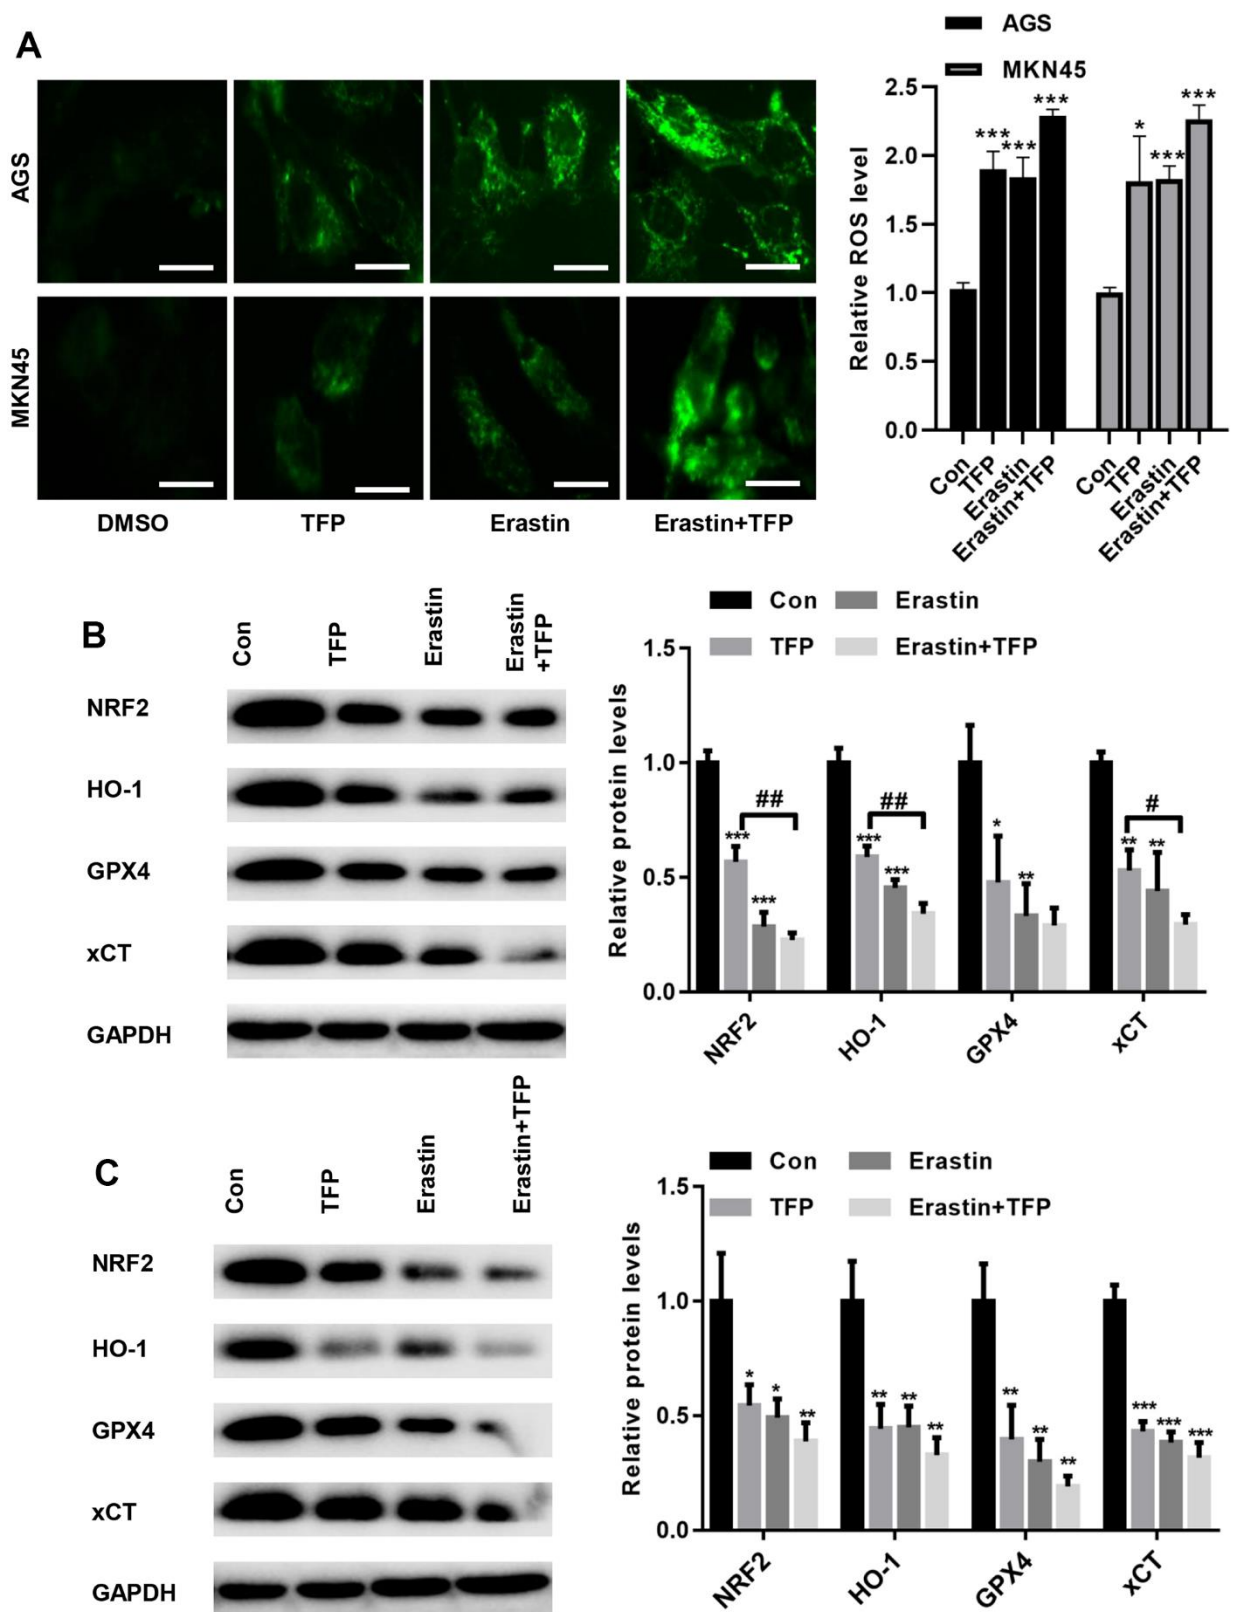 A
AGS
MKN45
DMSO
TFP
Erastin
Erastin+TFP
AGS
MKN45
Relative ROS level
2.5
2.0
1.5
1.0
0.5
0.0
***
***
***
*
***
***
Con
TFP
Erastin
Erastin+TFP
Con
TFP
Erastin
Erastin+TFP
B
Con
TFP
Erastin
Erastin
+TFP
NRF2
HO-1
GPX4
xCT
GAPDH
Con
Erastin
TFP
Erastin+TFP
Relative protein levels
1.5
1.0
0.5
0.0
##
##
#
***
***
***
***
*
**
**
**
NRF2
HO-1
GPX4
xCT
C
Con
TFP
Erastin
Erastin+TFP
NRF2
HO-1
GPX4
xCT
GAPDH
Con
Erastin
TFP
Erastin+TFP
Relative protein levels
1.5
1.0
0.5
0.0
*
*
**
**
**
**
**
**
**
***
***
***
NRF2
HO-1
GPX4
xCT